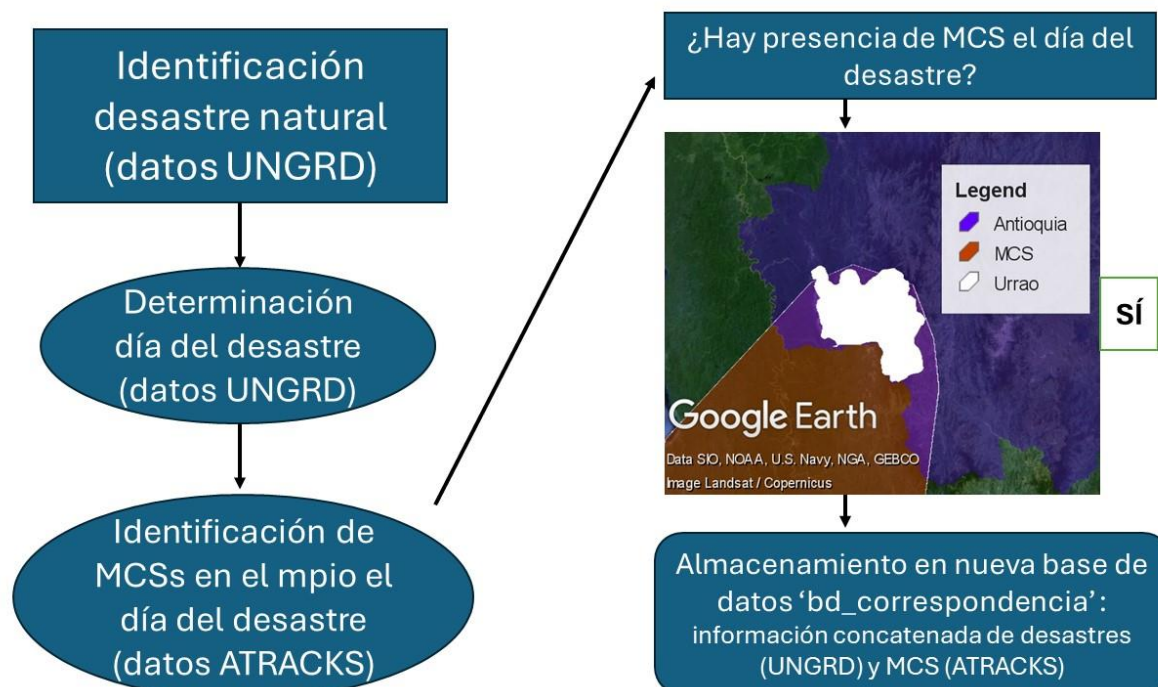 Identificación
desastre natural
(datos UNGRD)
Determinación
día del desastre
(datos UNGRD)
Identificación de
MCSs en el mpio el
día del desastre
(datos ATRACKS)
¿Hay presencia de MCS el día del
desastre?
Legend
Antioquia
MCS
Urrao
Google Earth
Data SIO, NOAA, U.S. Navy, NGA, GEBCO
Image Landsat / Copernicus
SÍ
Almacenamiento en nueva base de
datos ‘bd_correspondencia’:
información concatenada de desastres
(UNGRD) y MCS (ATRACKS)